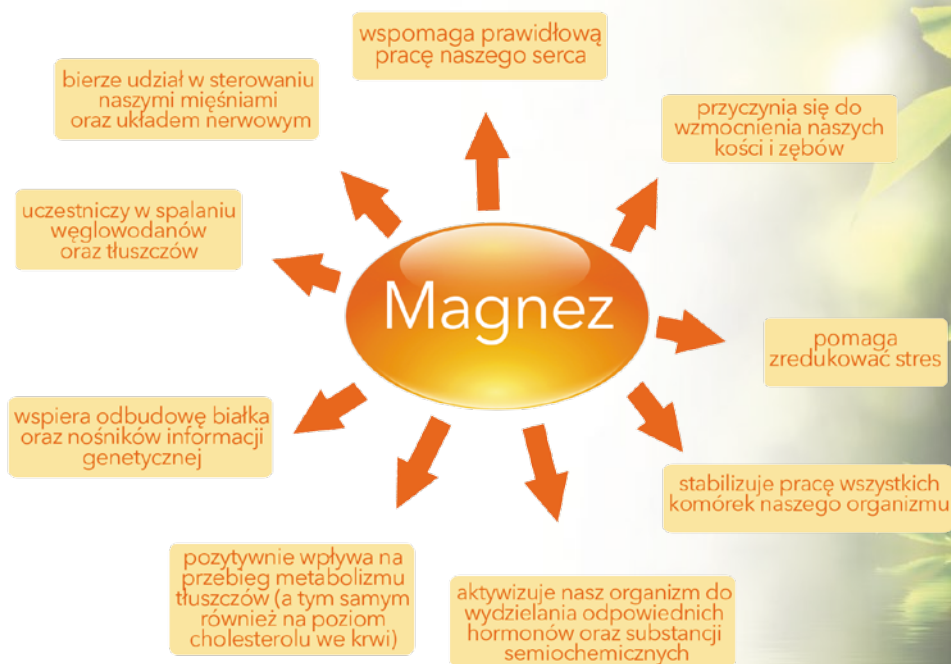 wspomaga prawidłową
pracę naszego serca
bierze udział w sterowaniu
naszymi mięśniami
oraz układem nerwowym
przyczynia się do
wzmocnienia naszych
kości i zębów
uczestniczy w spalaniu
węglowodanów
oraz tłuszczów
Magnez
pomaga
zredukować stres
wspiera odbudowę białka
oraz nośników informacji
genetycznej
stabilizuje pracę wszystkich
komórek naszego organizmu
pozytywnie wpływa na
przebieg metabolizmu
tłuszczów (a tym samym
również na poziom
cholesterolu we krwi)
aktywizuje nasz organizm do
wydzielania odpowiednich
hormonów oraz substancji
semiochemicznych